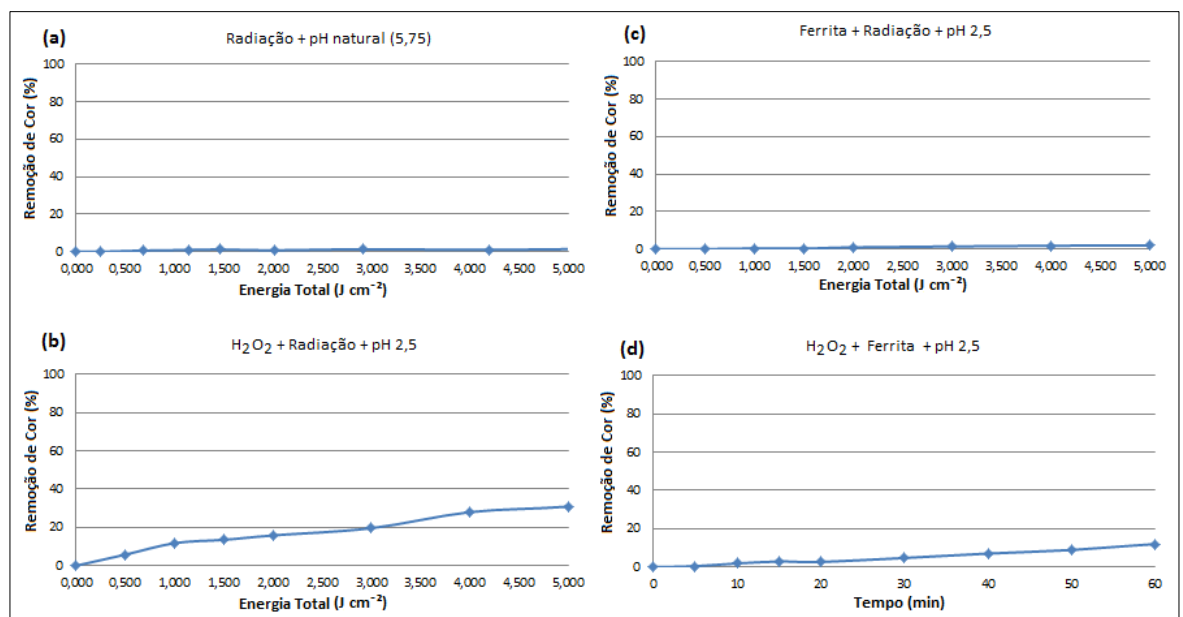 (a)
Radiação + pH natural (5,75)
Remoção de Cor (%)
100
80
60
40
20
0
0,000 0,500 1,000 1,500 2,000 2,500 3,000 3,500 4,000 4,500 5,000
Energia Total (J cm⁻²)
(c)
Ferrita + Radiação + pH 2,5
Remoção de Cor (%)
100
80
60
40
20
0
0,000 0,500 1,000 1,500 2,000 2,500 3,000 3,500 4,000 4,500 5,000
Energia Total (J cm⁻²)
(b)
H₂O₂ + Radiação + pH 2,5
Remoção de Cor (%)
100
80
60
40
20
0
0,000 0,500 1,000 1,500 2,000 2,500 3,000 3,500 4,000 4,500 5,000
Energia Total (J cm⁻²)
(d)
H₂O₂ + Ferrita + pH 2,5
Remoção de Cor (%)
100
80
60
40
20
0
0 10 20 30 40 50 60
Tempo (min)